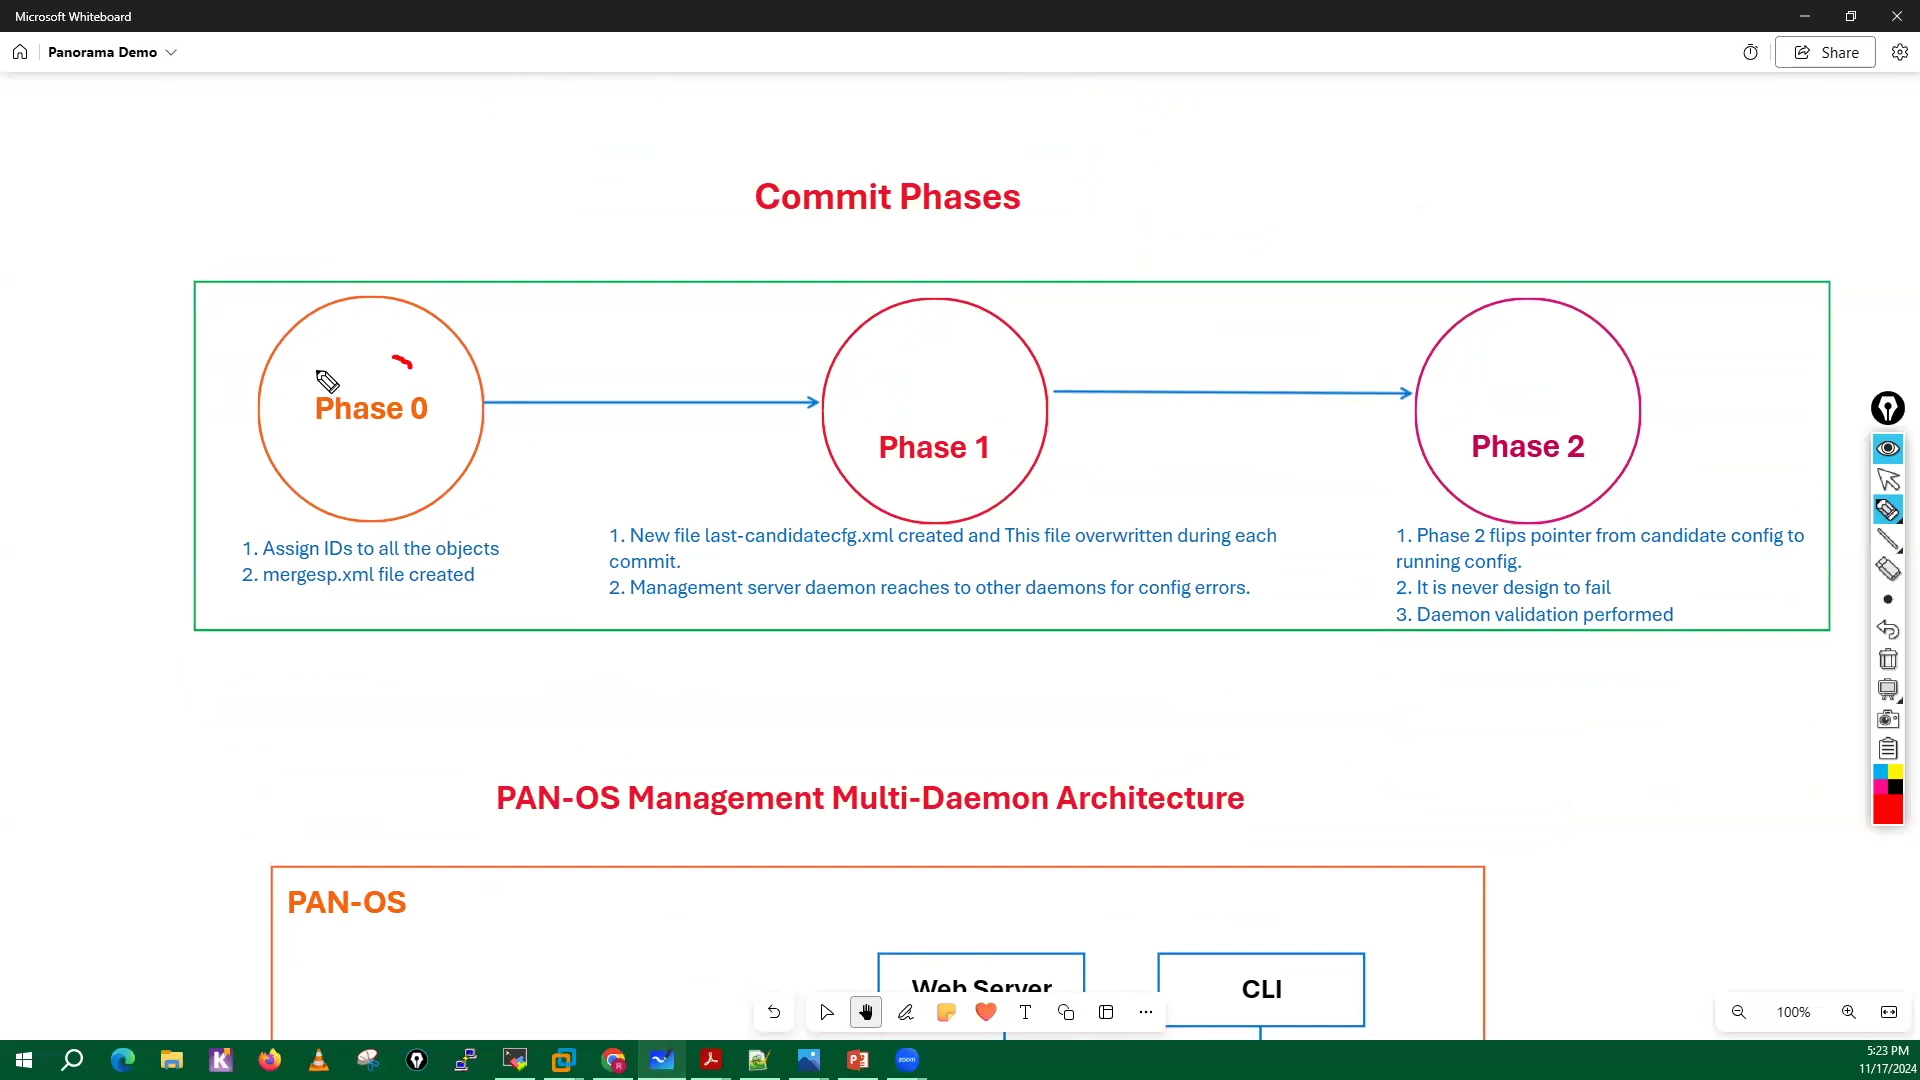 Microsoft Whiteboard
Panorama Demo
Share
Commit Phases
Phase 0
Phase 1
Phase 2
1. Assign IDs to all the objects
2. mergesp.xml file created
1. New file last-candidatecfg.xml created and This file overwritten during each
commit.
2. Management server daemon reaches to other daemons for config errors.
1. Phase 2 flips pointer from candidate config to
running config.
2. It is never design to fail
3. Daemon validation performed
PAN-OS Management Multi-Daemon Architecture
PAN-OS
Web Server
CLI
100%
zoom
5:23 PM
11/17/2024